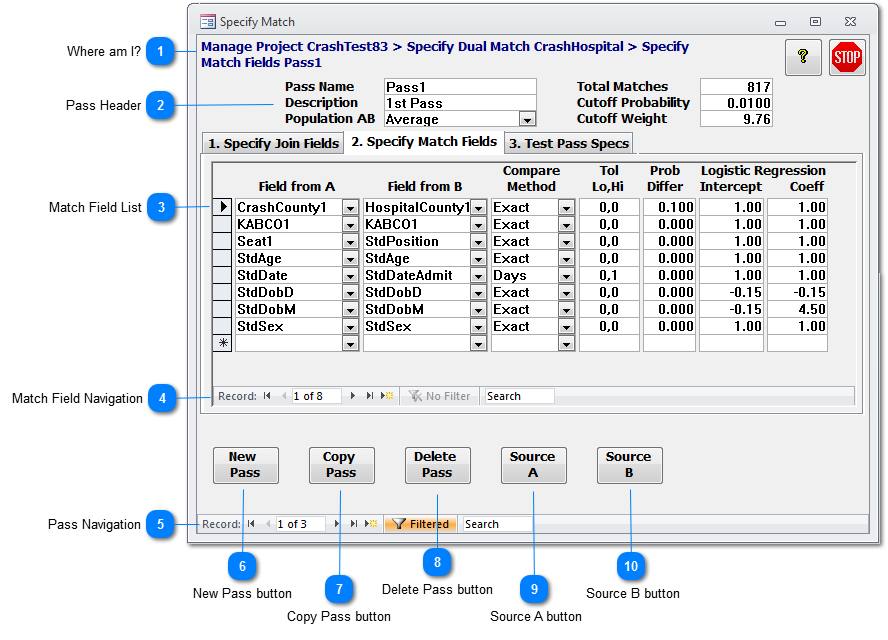 Specify Match
Where am I? 1
Manage Project CrashTest83 > Specify Dual Match CrashHospital > Specify
Match Fields Pass1
? STOP
Pass Header 2
Pass Name Pass1 Total Matches 817
Description 1st Pass Cutoff Probability 0.0100
Population AB Average Cutoff Weight 9.76
1. Specify Join Fields 2. Specify Match Fields 3. Test Pass Specs
Compare Tol Prob Logistic Regression
Field from A Field from B Method Lo,Hi Differ Intercept Coeff
Match Field List 3
CrashCounty1 HospitalCounty1 Exact 0,0 0.100 1.00 1.00
KABCO1 KABCO1 Exact 0,0 0.000 1.00 1.00
Seat1 StdPosition Exact 0,0 0.000 1.00 1.00
StdAge StdAge Exact 0,0 0.000 1.00 1.00
StdDate StdDateAdmit Days 0,1 0.000 1.00 1.00
StdDobD StdDobD Exact 0,0 0.000 -0.15 -0.15
StdDobM StdDobM Exact 0,0 0.000 -0.15 4.50
StdSex StdSex Exact 0,0 0.000 1.00 1.00
Match Field Navigation 4
Record: 1 of 8 No Filter Search
New Pass
Copy Pass
Delete Pass
Source A
Source B
Pass Navigation 5
Record: 1 of 3 Filtered Search
6
New Pass button
7
Copy Pass button
8
Delete Pass button
9
Source A button
10
Source B button